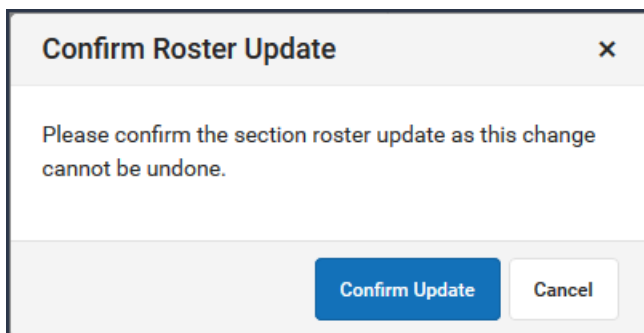 Confirm Roster Update ×
Please confirm the section roster update as this change
cannot be undone.
Confirm Update Cancel